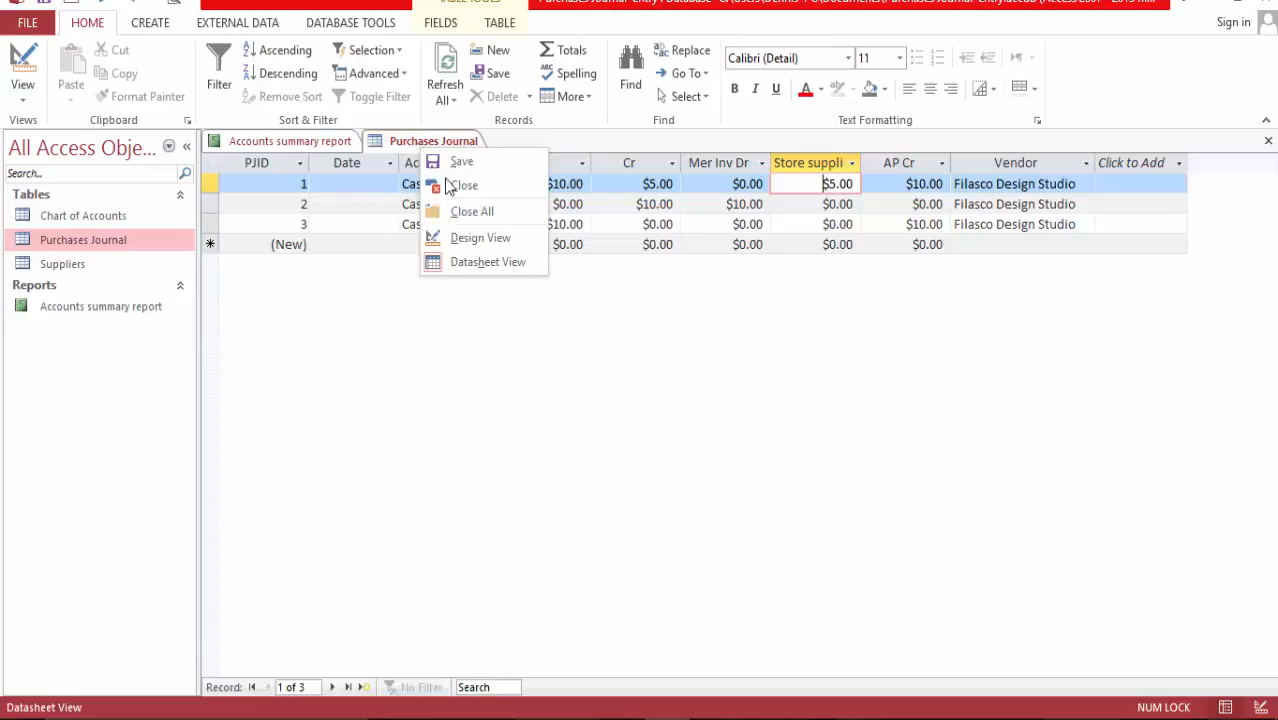 Sign in
FILE HOME CREATE EXTERNAL DATA DATABASE TOOLS FIELDS TABLE
View
Views
Paste
Cut
Copy
Format Painter
Clipboard
Filter
Ascending
Descending
Remove Sort
Selection
Advanced
Toggle Filter
Sort & Filter
Refresh
All
New
Save
Delete
Totals
Spelling
More
Records
Find
Replace
Go To
Select
Find
Calibri (Detail) 11
B I U A
Text Formatting
All Access Obje...
Search...
Tables
Chart of Accounts
Purchases Journal
Suppliers
Reports
Accounts summary report
Accounts summary report Purchases Journal
PJID Date Cr Mer Inv Dr Store suppli AP Cr Vendor Click to Add
1 $10.00 $5.00 $0.00 $5.00 $10.00 Filasco Design Studio
2 $0.00 $10.00 $10.00 $0.00 $0.00 Filasco Design Studio
3 $10.00 $0.00 $0.00 $0.00 $10.00 Filasco Design Studio
(New) $0.00 $0.00 $0.00 $0.00 $0.00
Save
Close
Close All
Design View
Datasheet View
Record: 1 of 3 No Filter Search
Datasheet View NUM LOCK